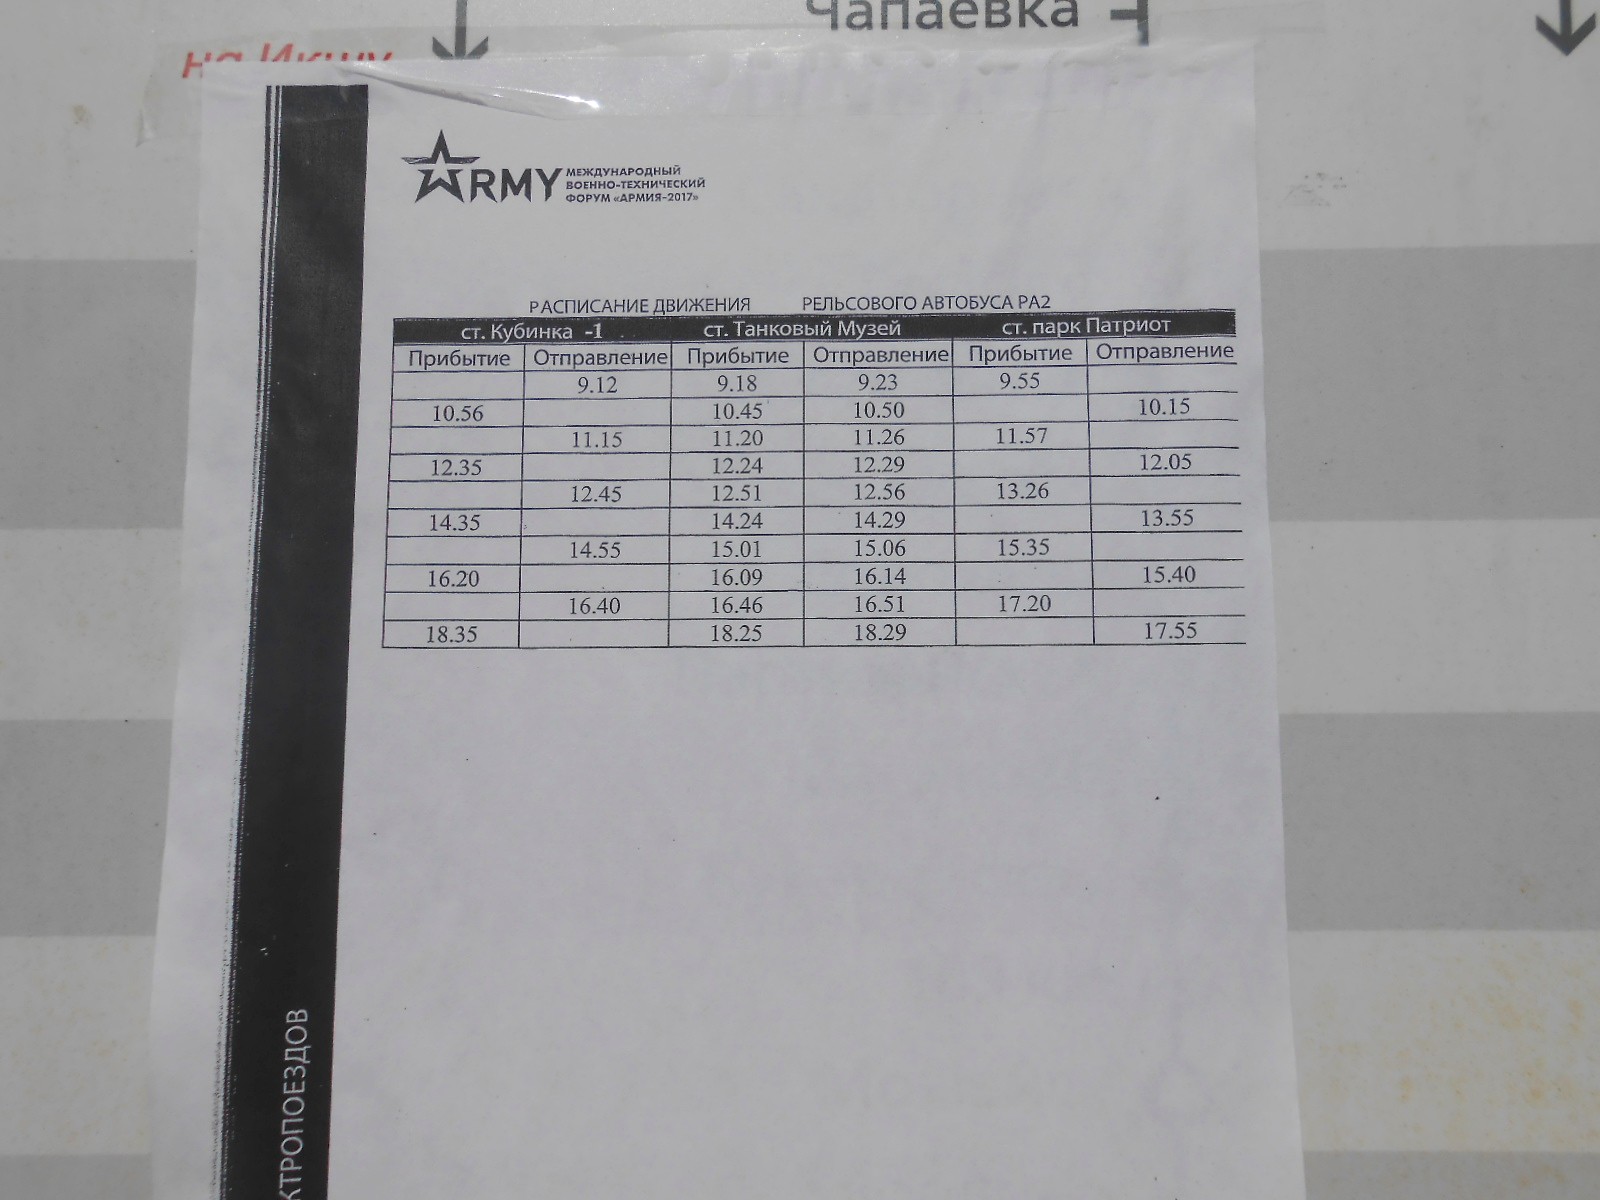 Чапаевка
на Икшу
ARMY МЕЖДУНАРОДНЫЙ
ВОЕННО-ТЕХНИЧЕСКИЙ
ФОРУМ «АРМИЯ-2017»
РАСПИСАНИЕ ДВИЖЕНИЯ РЕЛЬСОВОГО АВТОБУСА РА2
ст. Кубинка -1 ст. Танковый Музей ст. парк Патриот
Прибытие Отправление Прибытие Отправление Прибытие Отправление
9.12 9.18 9.23 9.55
10.56 10.45 10.50 10.15
11.15 11.20 11.26 11.57
12.35 12.24 12.29 12.05
12.45 12.51 12.56 13.26
14.35 14.24 14.29 13.55
14.55 15.01 15.06 15.35
16.20 16.09 16.14 15.40
16.40 16.46 16.51 17.20
18.35 18.25 18.29 17.55
КТРОПОЕЗДОВ